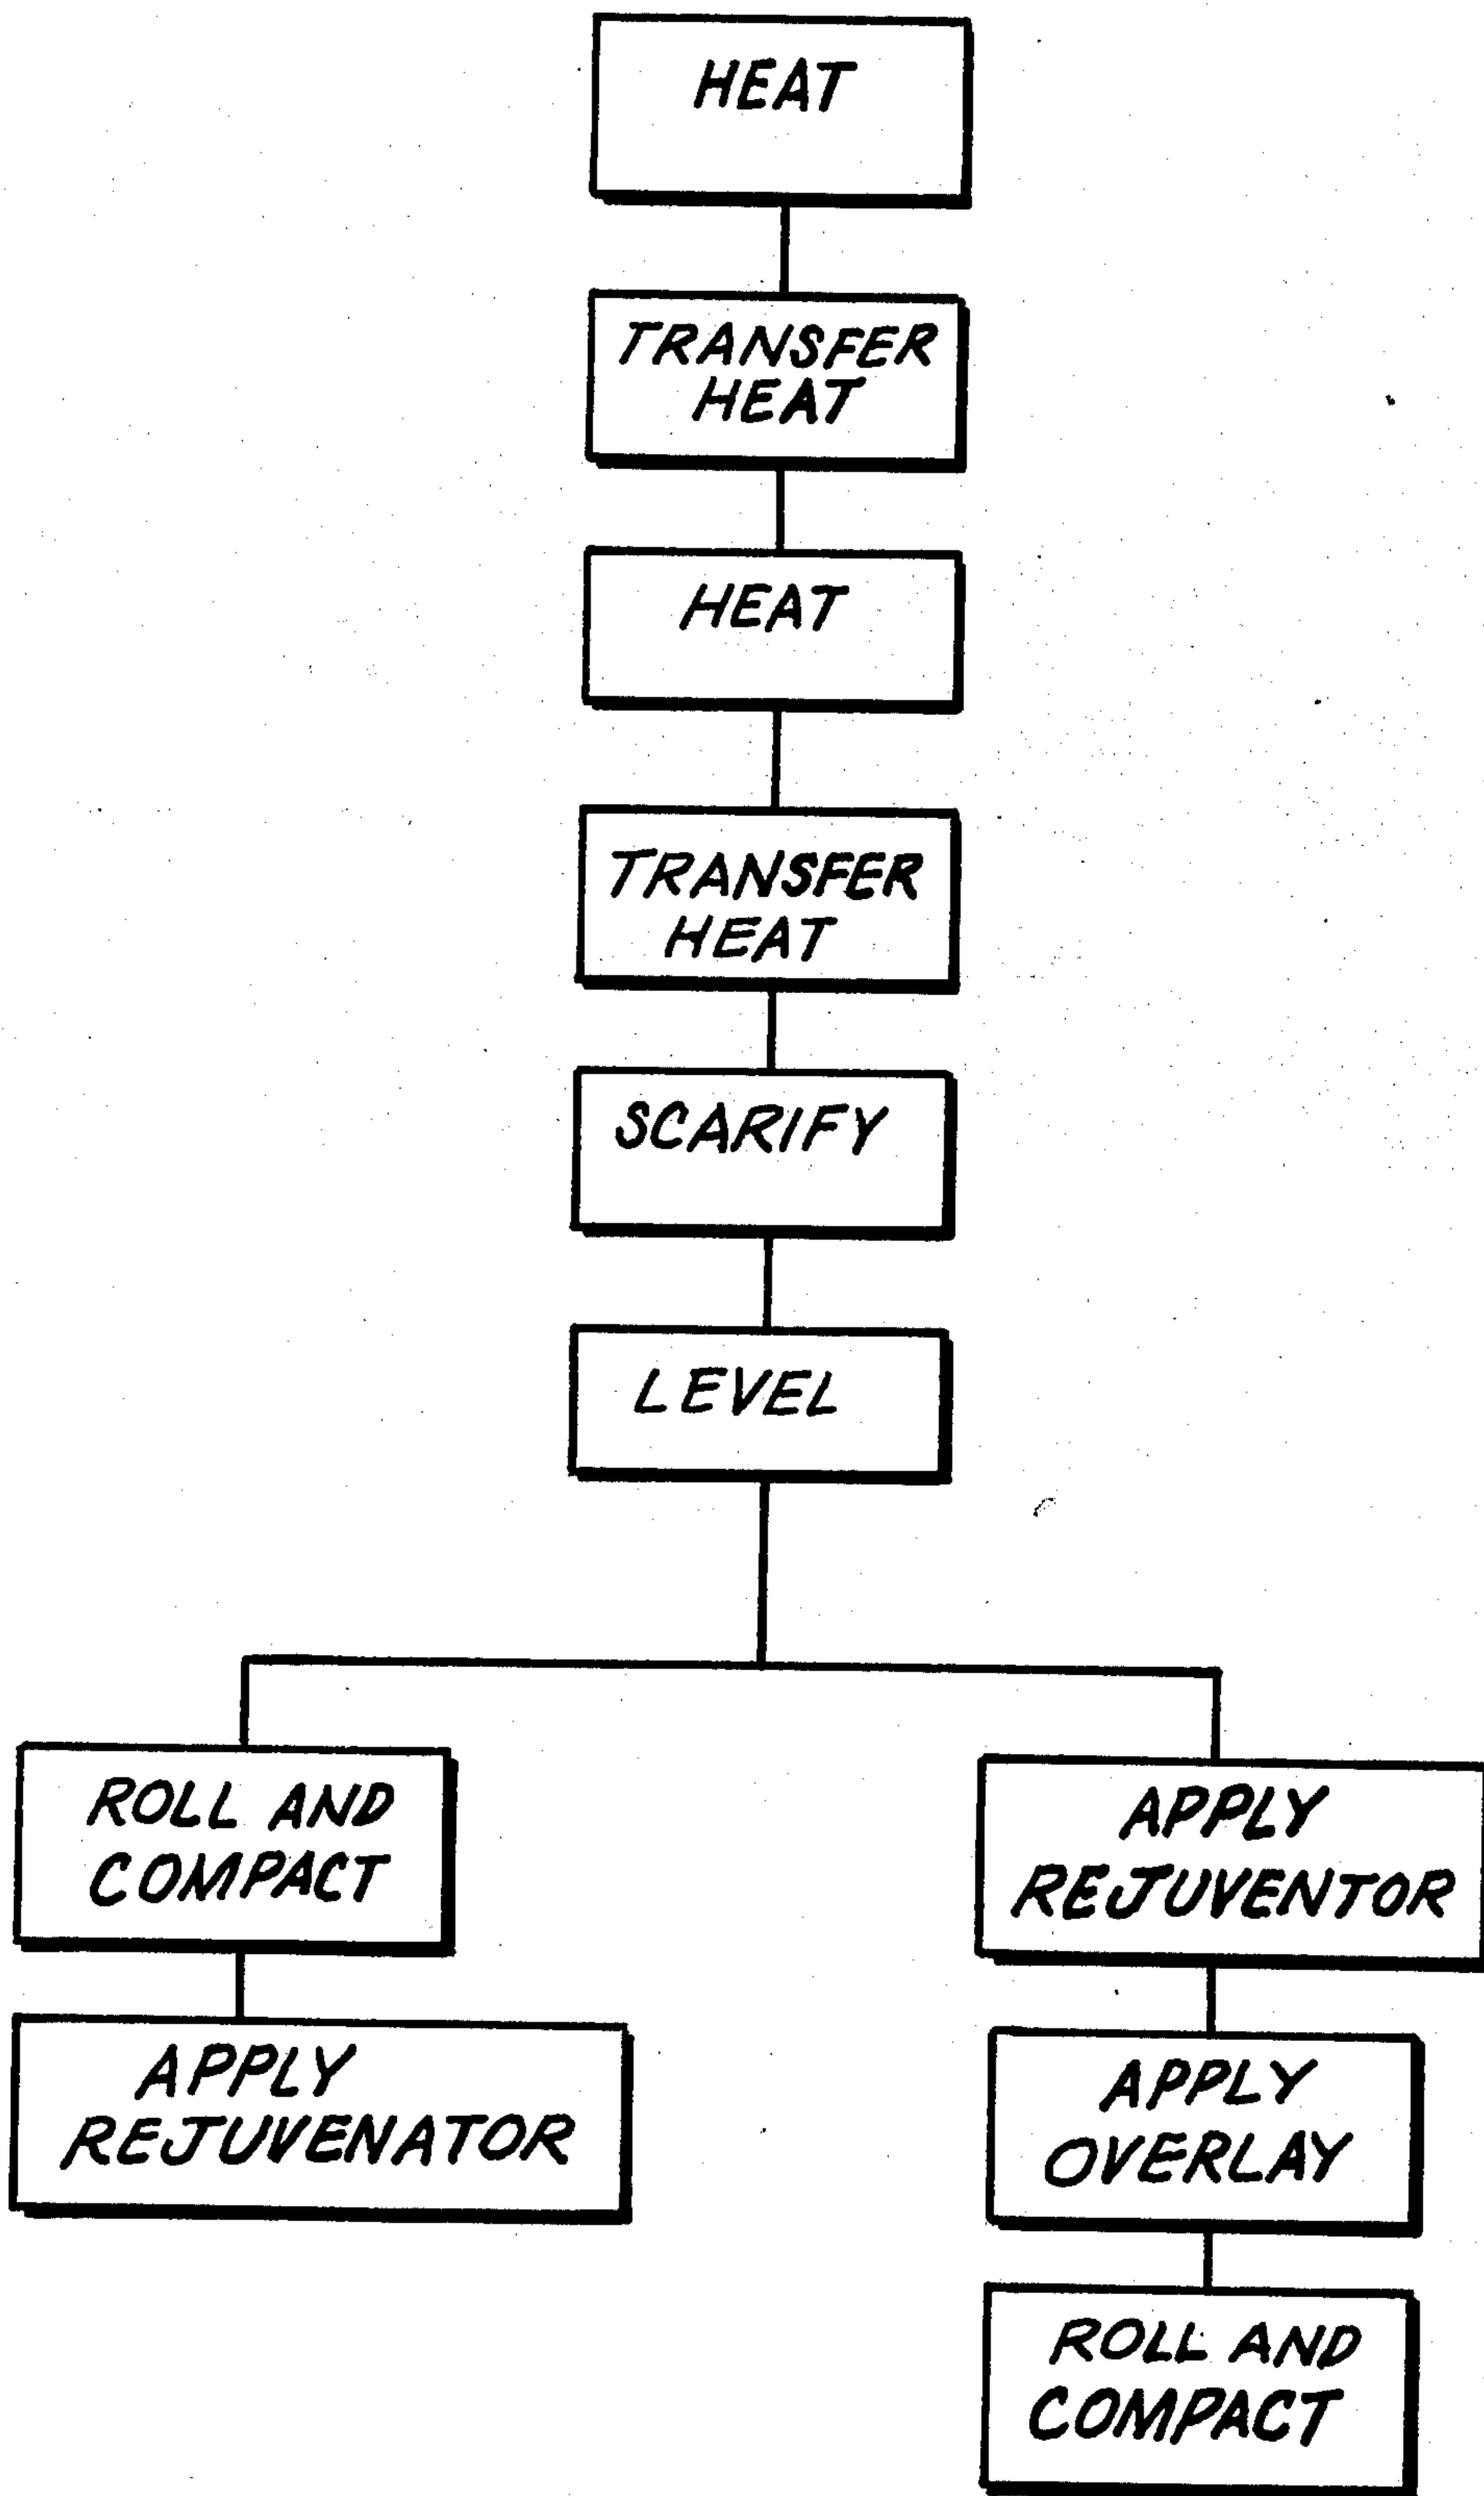 HEAT
TRANSFER
HEAT
HEAT
TRANSFER
HEAT
SCARIFY
LEVEL
ROLL AND
COMPACT
APPLY
REJUVENATOR
APPLY
REJUVENTOR
APPLY
OVERLAY
ROLL AND
COMPACT